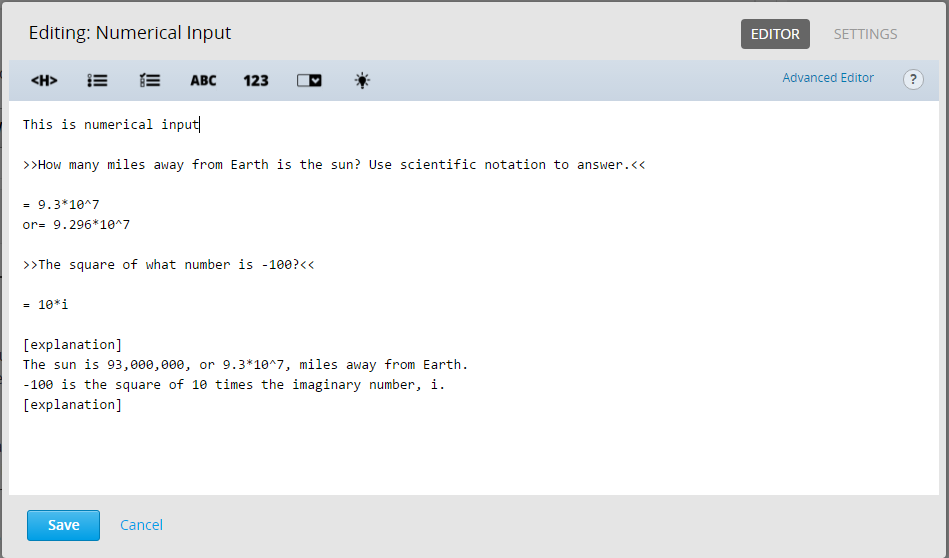 Editing: Numerical Input
EDITOR SETTINGS
<H> ABC 123 Advanced Editor ?
This is numerical input
>>How many miles away from Earth is the sun? Use scientific notation to answer.<<
= 9.3*10^7
or= 9.296*10^7
>>The square of what number is -100?<<
= 10*i
[explanation]
The sun is 93,000,000, or 9.3*10^7, miles away from Earth.
-100 is the square of 10 times the imaginary number, i.
[explanation]
Save Cancel